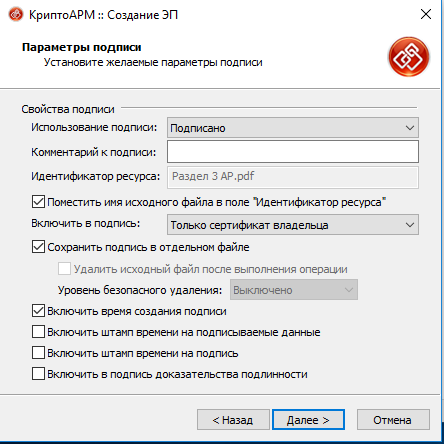 КриптоАРМ :: Создание ЭП
Параметры подписи
Установите желаемые параметры подписи
Свойства подписи
Использование подписи: Подписано
Комментарий к подписи:
Идентификатор ресурса: Раздел 3 АР.pdf
Поместить имя исходного файла в поле "Идентификатор ресурса"
Включить в подпись: Только сертификат владельца
Сохранить подпись в отдельном файле
Удалить исходный файл после выполнения операции
Уровень безопасного удаления: Выключено
Включить время создания подписи
Включить штамп времени на подписываемые данные
Включить штамп времени на подпись
Включить в подпись доказательства подлинности
< Назад Далее > Отмена